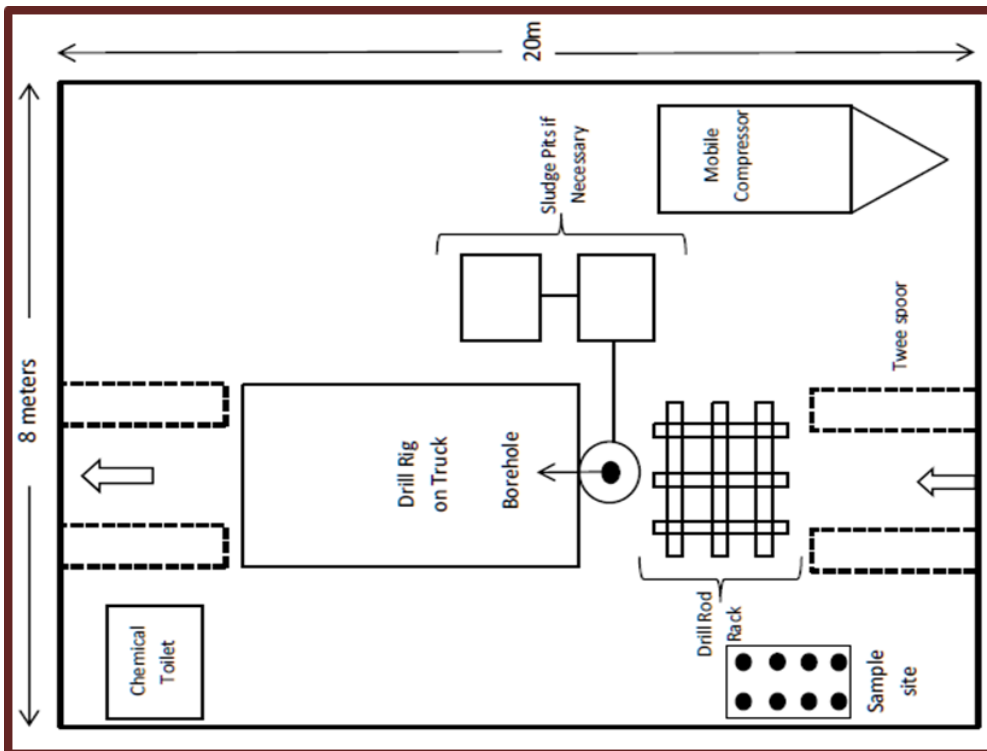 20m
8 meters
Sludge Pits if
Necessary
Mobile
Compressor
Drill Rig
on Truck
Borehole
Twee spoor
Chemical
Toilet
Drill Rod
Rack
Sample
site